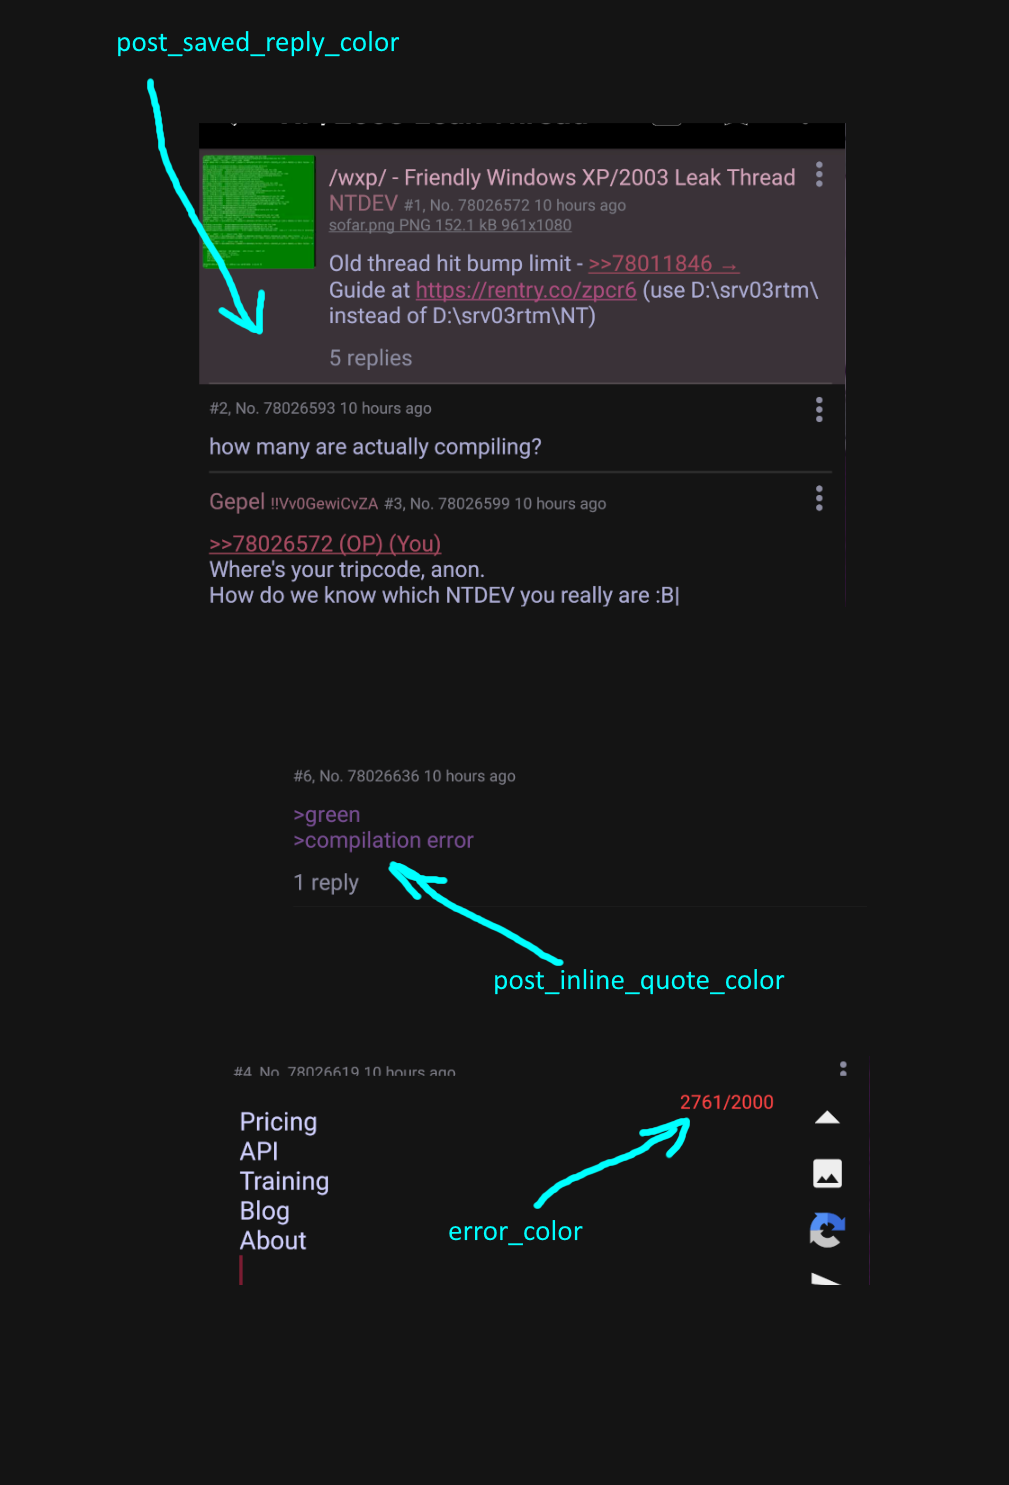 post_saved_reply_color
/wxp/ - Friendly Windows XP/2003 Leak Thread
NTDEV #1, No. 78026572 10 hours ago
sofar.png PNG 152.1 kB 961x1080
Old thread hit bump limit - >>78011846 →
Guide at https://rentry.co/zpcr6 (use D:\srv03rtm\
instead of D:\srv03rtm\NT)
5 replies
#2, No. 78026593 10 hours ago
how many are actually compiling?
Gepel !!Vv0GewiCvZA #3, No. 78026599 10 hours ago
>>78026572 (OP) (You)
Where's your tripcode, anon.
How do we know which NTDEV you really are :B|
#6, No. 78026636 10 hours ago
>green
>compilation error
1 reply
post_inline_quote_color
#4, No. 78026619 10 hours ago
2761/2000
Pricing
API
Training
Blog
About
error_color